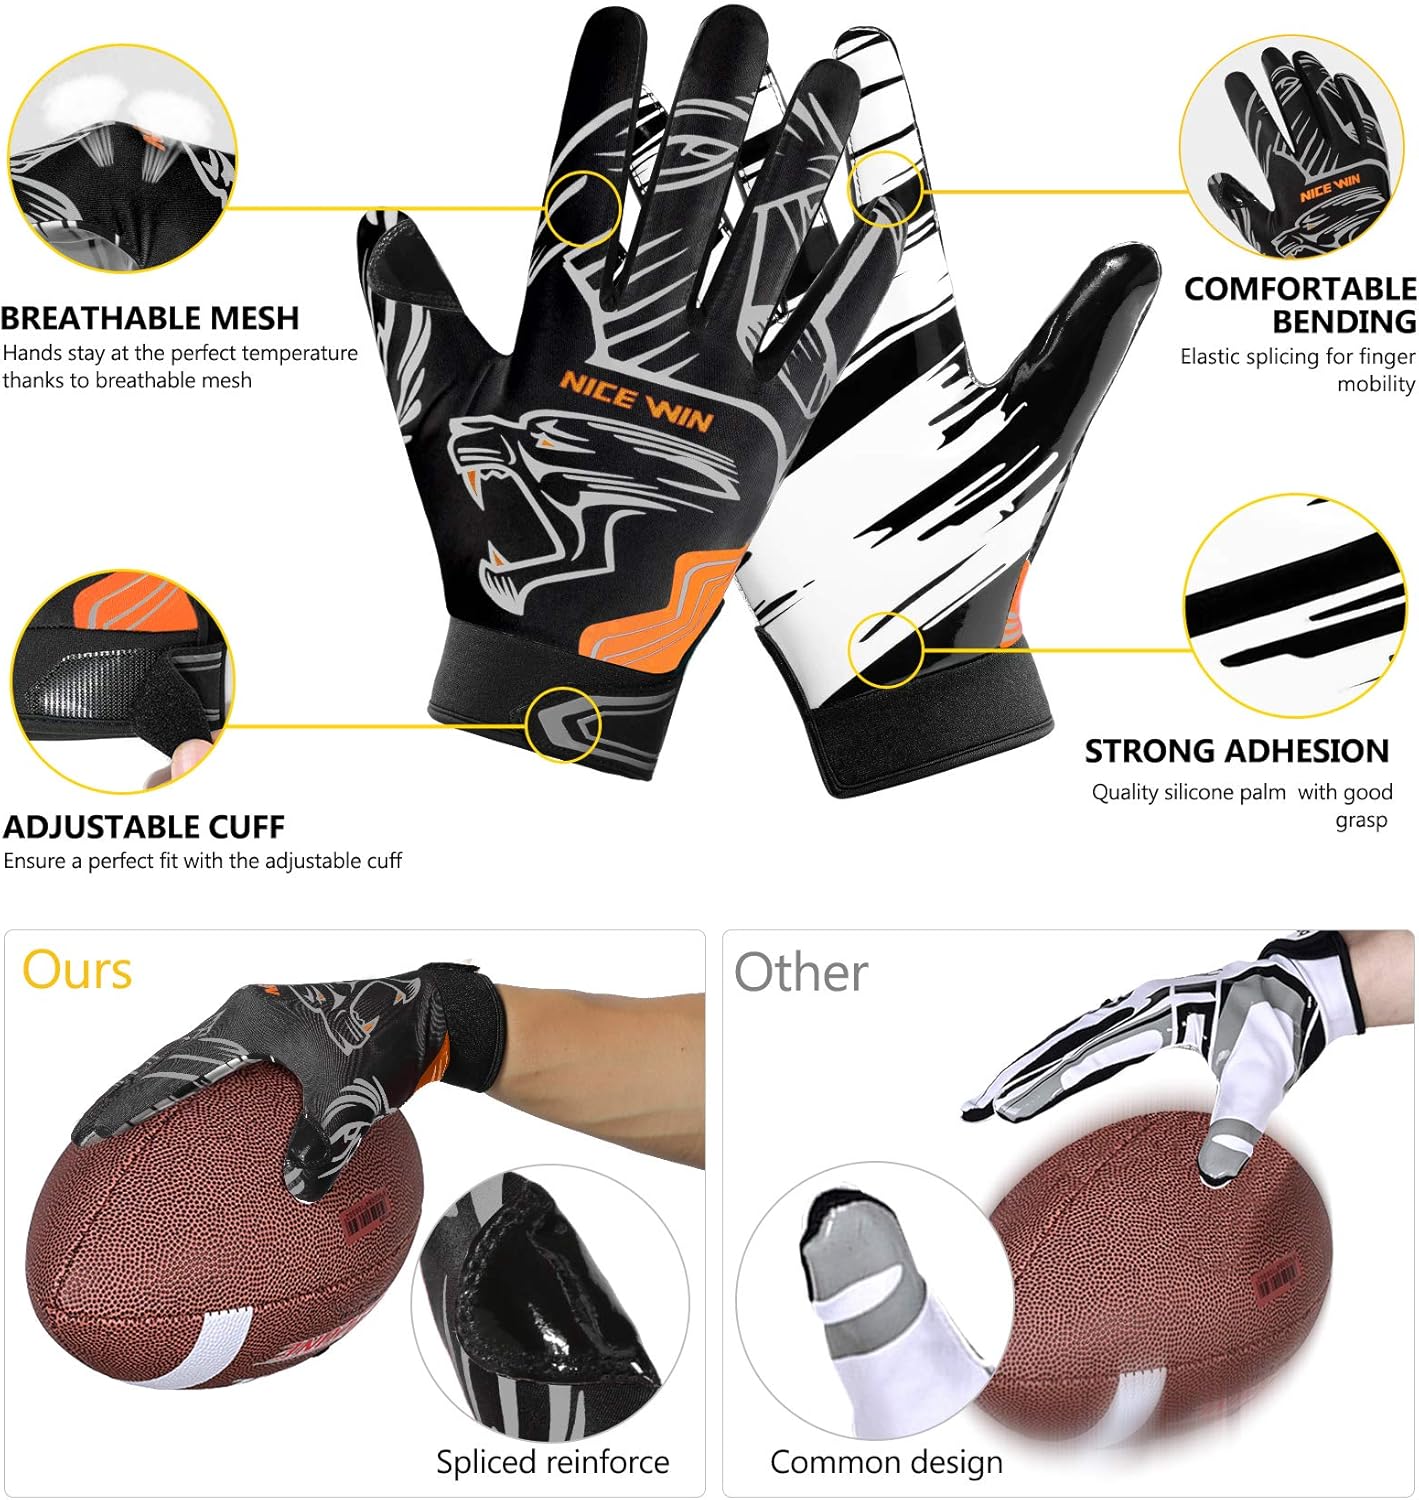 BREATHABLE MESH
Hands stay at the perfect temperature
thanks to breathable mesh
NICE WIN
COMFORTABLE
BENDING
Elastic splicing for finger
mobility
NICE WIN
STRONG ADHESION
Quality silicone palm with good
grasp
ADJUSTABLE CUFF
Ensure a perfect fit with the adjustable cuff
Ours
Spliced reinforce
Other
Common design